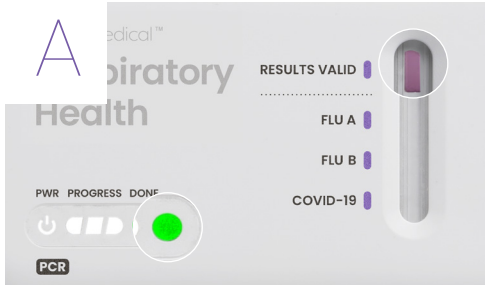 A
edical™
piratory
Health
RESULTS VALID
FLU A
FLU B
COVID-19
PWR PROGRESS DONE
PCR